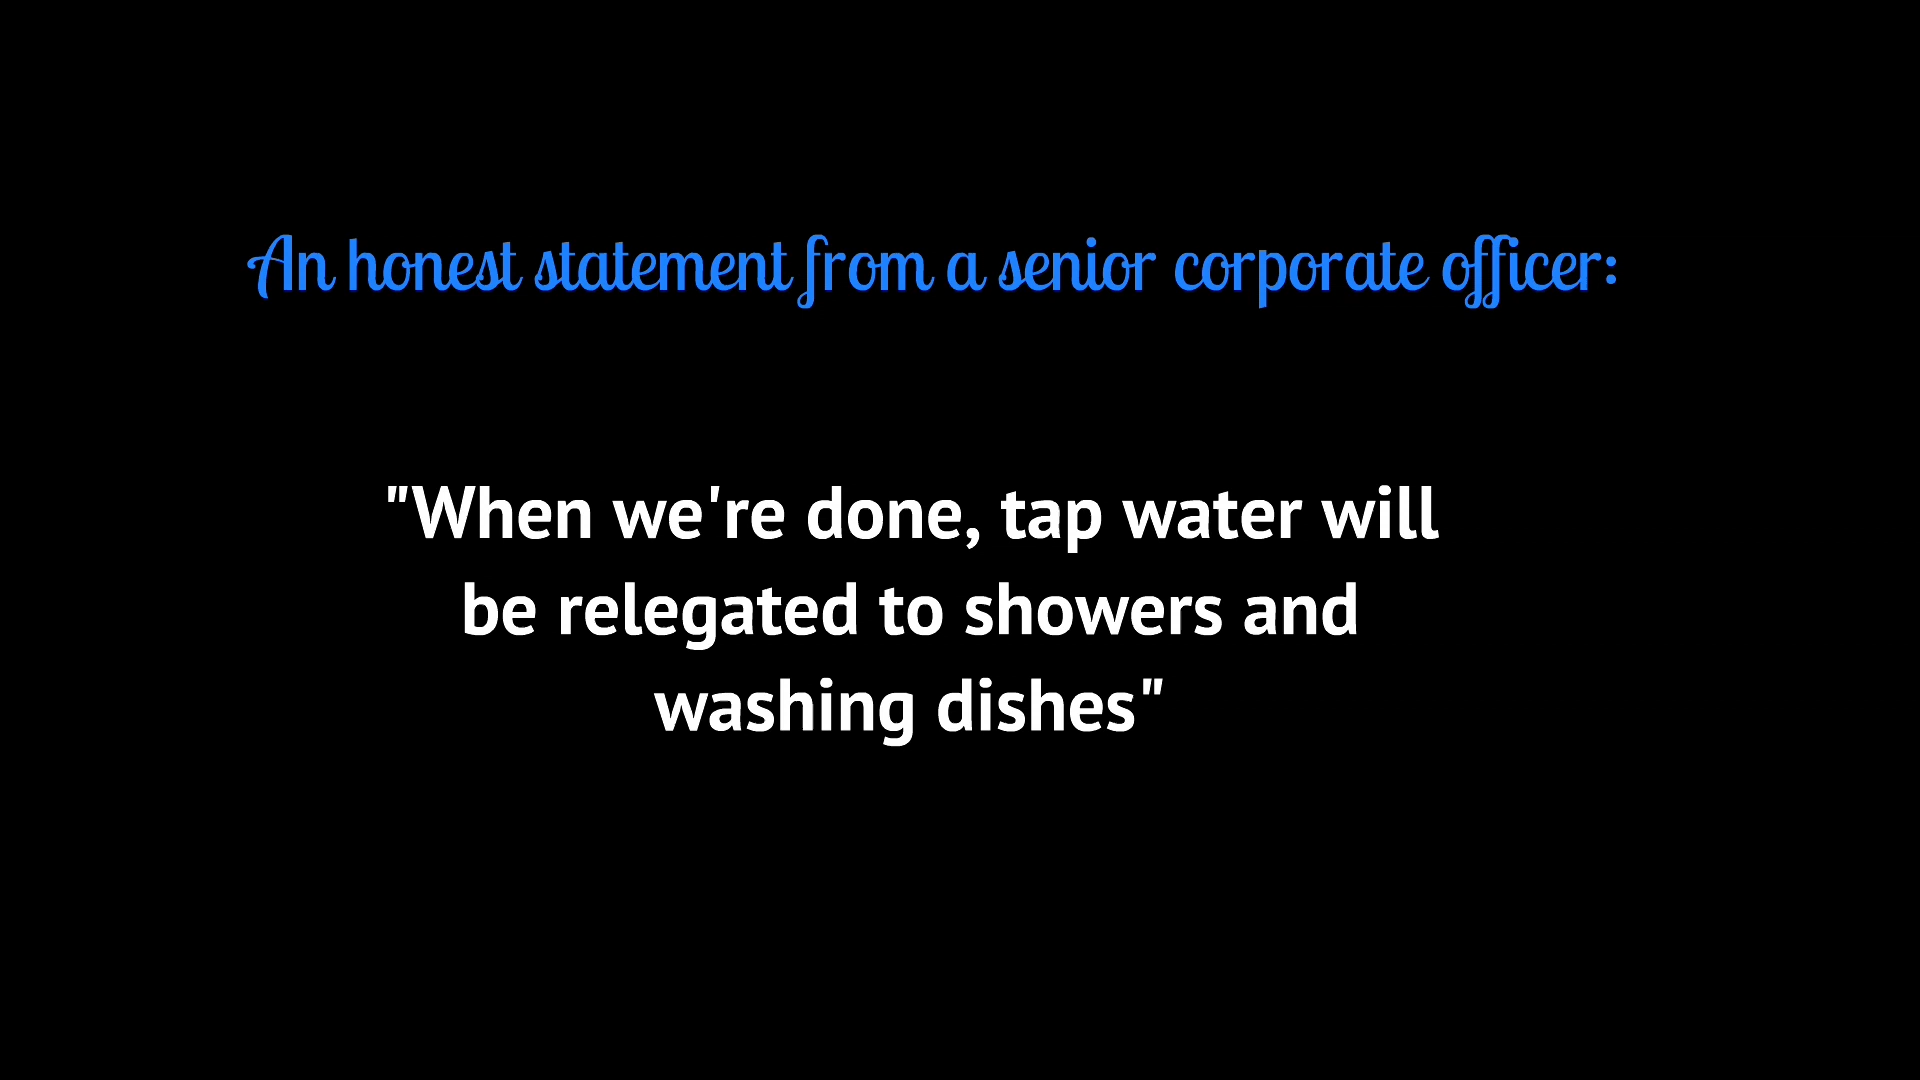 An honest statement from a senior corporate officer:
"When we're done, tap water will
be relegated to showers and
washing dishes"